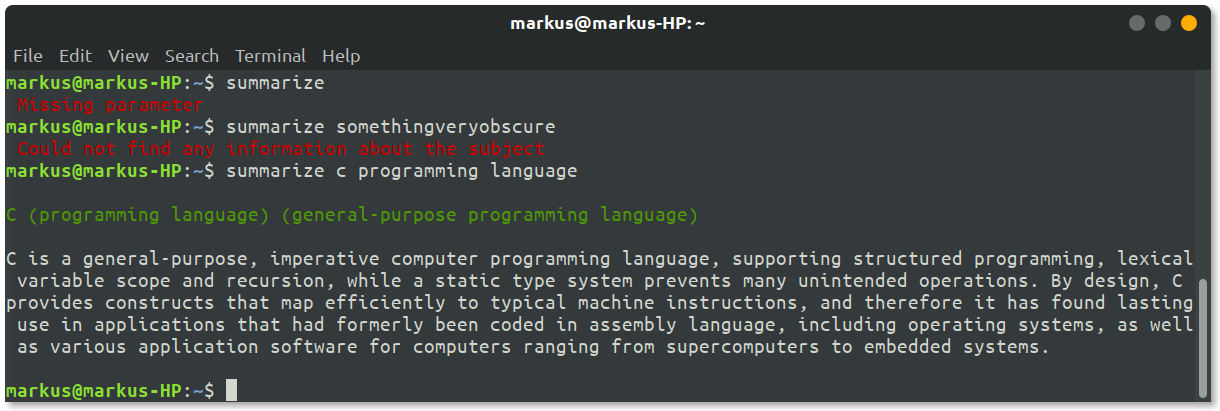 markus@markus-HP: ~
File Edit View Search Terminal Help
markus@markus-HP:~$ summarize
Missing parameter
markus@markus-HP:~$ summarize somethingveryobscure
Could not find any information about the subject
markus@markus-HP:~$ summarize c programming language
C (programming language) (general-purpose programming language)
C is a general-purpose, imperative computer programming language, supporting structured programming, lexical
variable scope and recursion, while a static type system prevents many unintended operations. By design, C
provides constructs that map efficiently to typical machine instructions, and therefore it has found lasting
use in applications that had formerly been coded in assembly language, including operating systems, as well
as various application software for computers ranging from supercomputers to embedded systems.
markus@markus-HP:~$